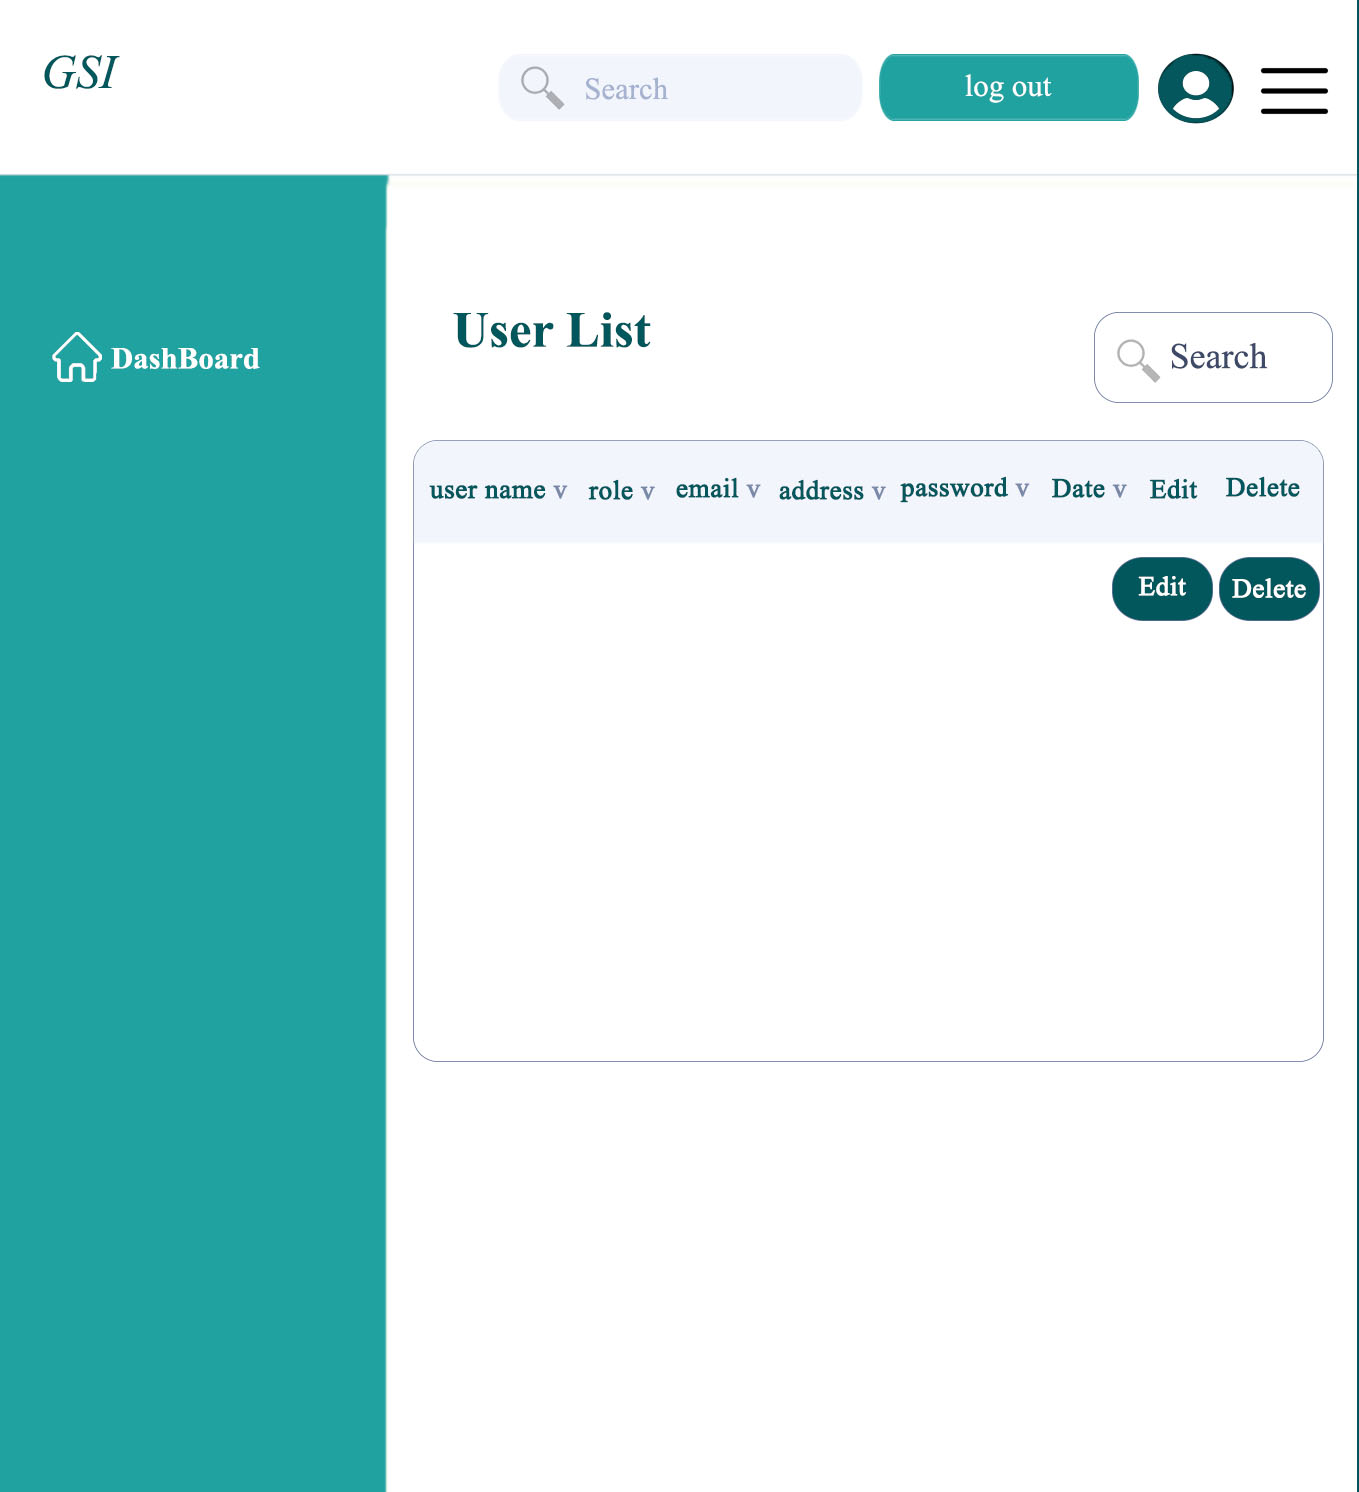 GSI
Search
log out
DashBoard
User List
Search
user name v role v email v address v password v Date v Edit Delete
Edit Delete